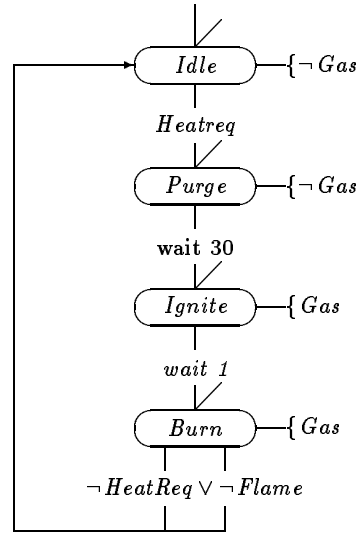 Idle {¬ Gas
Heatreq
Purge {¬ Gas
wait 30
Ignite { Gas
wait 1
Burn { Gas
¬ HeatReq ∨ ¬ Flame